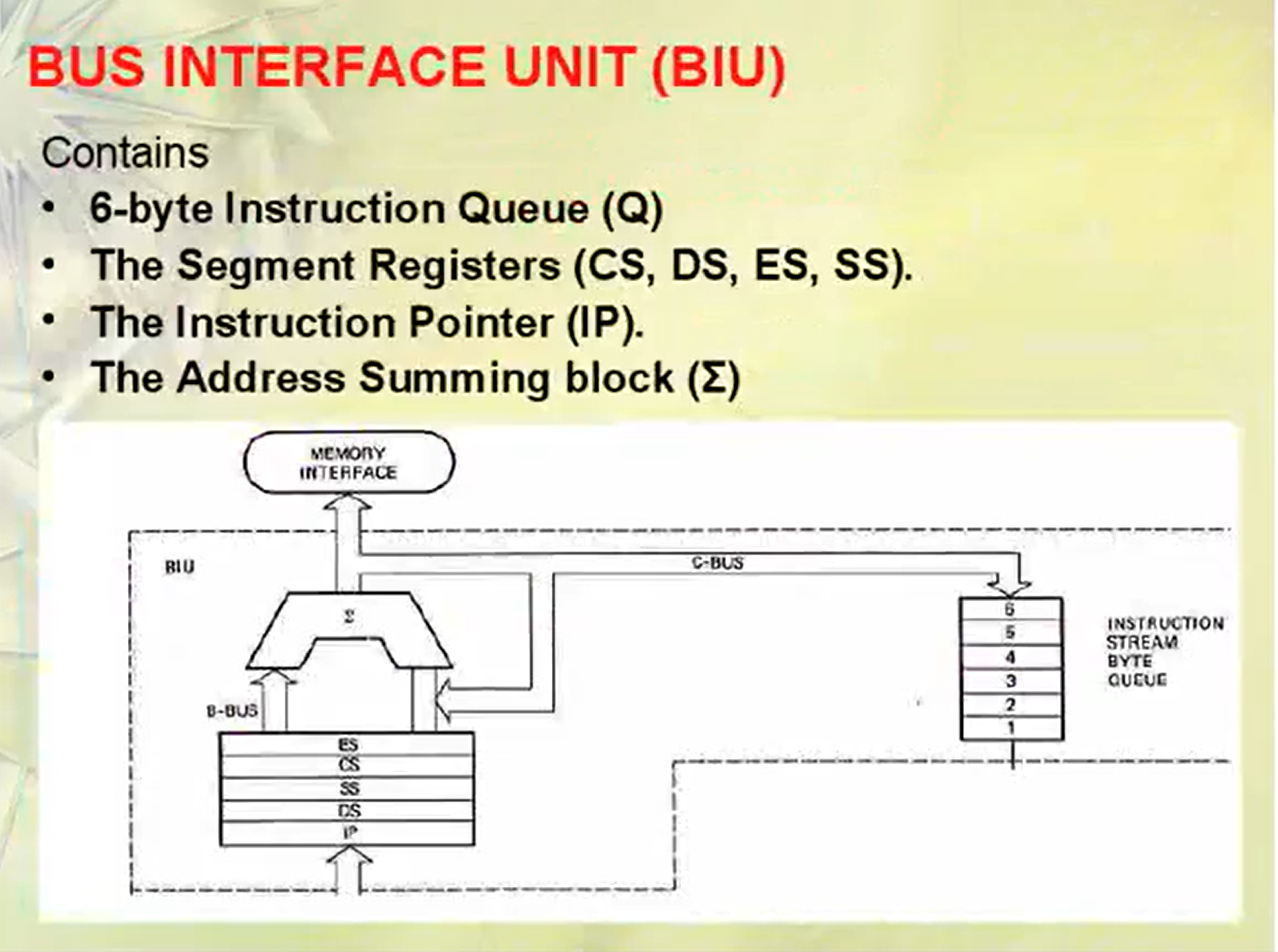 BUS INTERFACE UNIT (BIU)
Contains
• 6-byte Instruction Queue (Q)
• The Segment Registers (CS, DS, ES, SS).
• The Instruction Pointer (IP).
• The Address Summing block (Σ)
MEMORY
INTERFACE
BIU
C-BUS
Σ
6
5
4
3
2
1
INSTRUCTION
STREAM
BYTE
QUEUE
B-BUS
ES
CS
SS
DS
IP